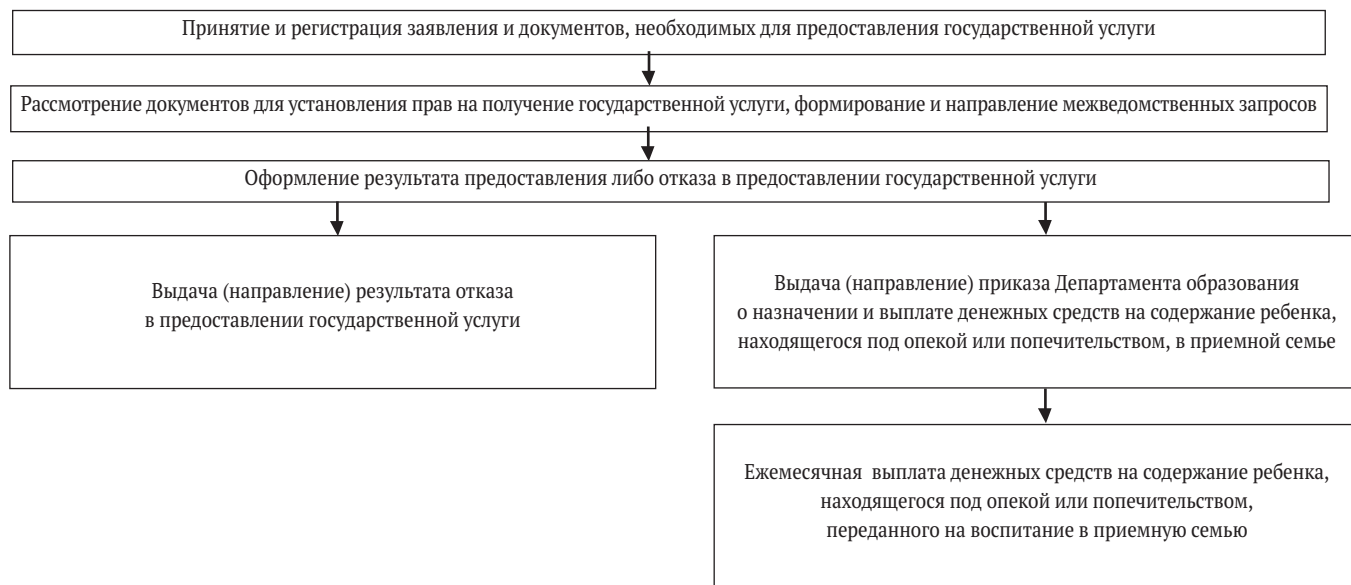 Принятие и регистрация заявления и документов, необходимых для предоставления государственной услуги
Рассмотрение документов для установления прав на получение государственной услуги, формирование и направление межведомственных запросов
Оформление результата предоставления либо отказа в предоставлении государственной услуги
Выдача (направление) результата отказа
в предоставлении государственной услуги
Выдача (направление) приказа Департамента образования
о назначении и выплате денежных средств на содержание ребенка,
находящегося под опекой или попечительством, в приемной семье
Ежемесячная выплата денежных средств на содержание ребенка,
находящегося под опекой или попечительством,
переданного на воспитание в приемную семью